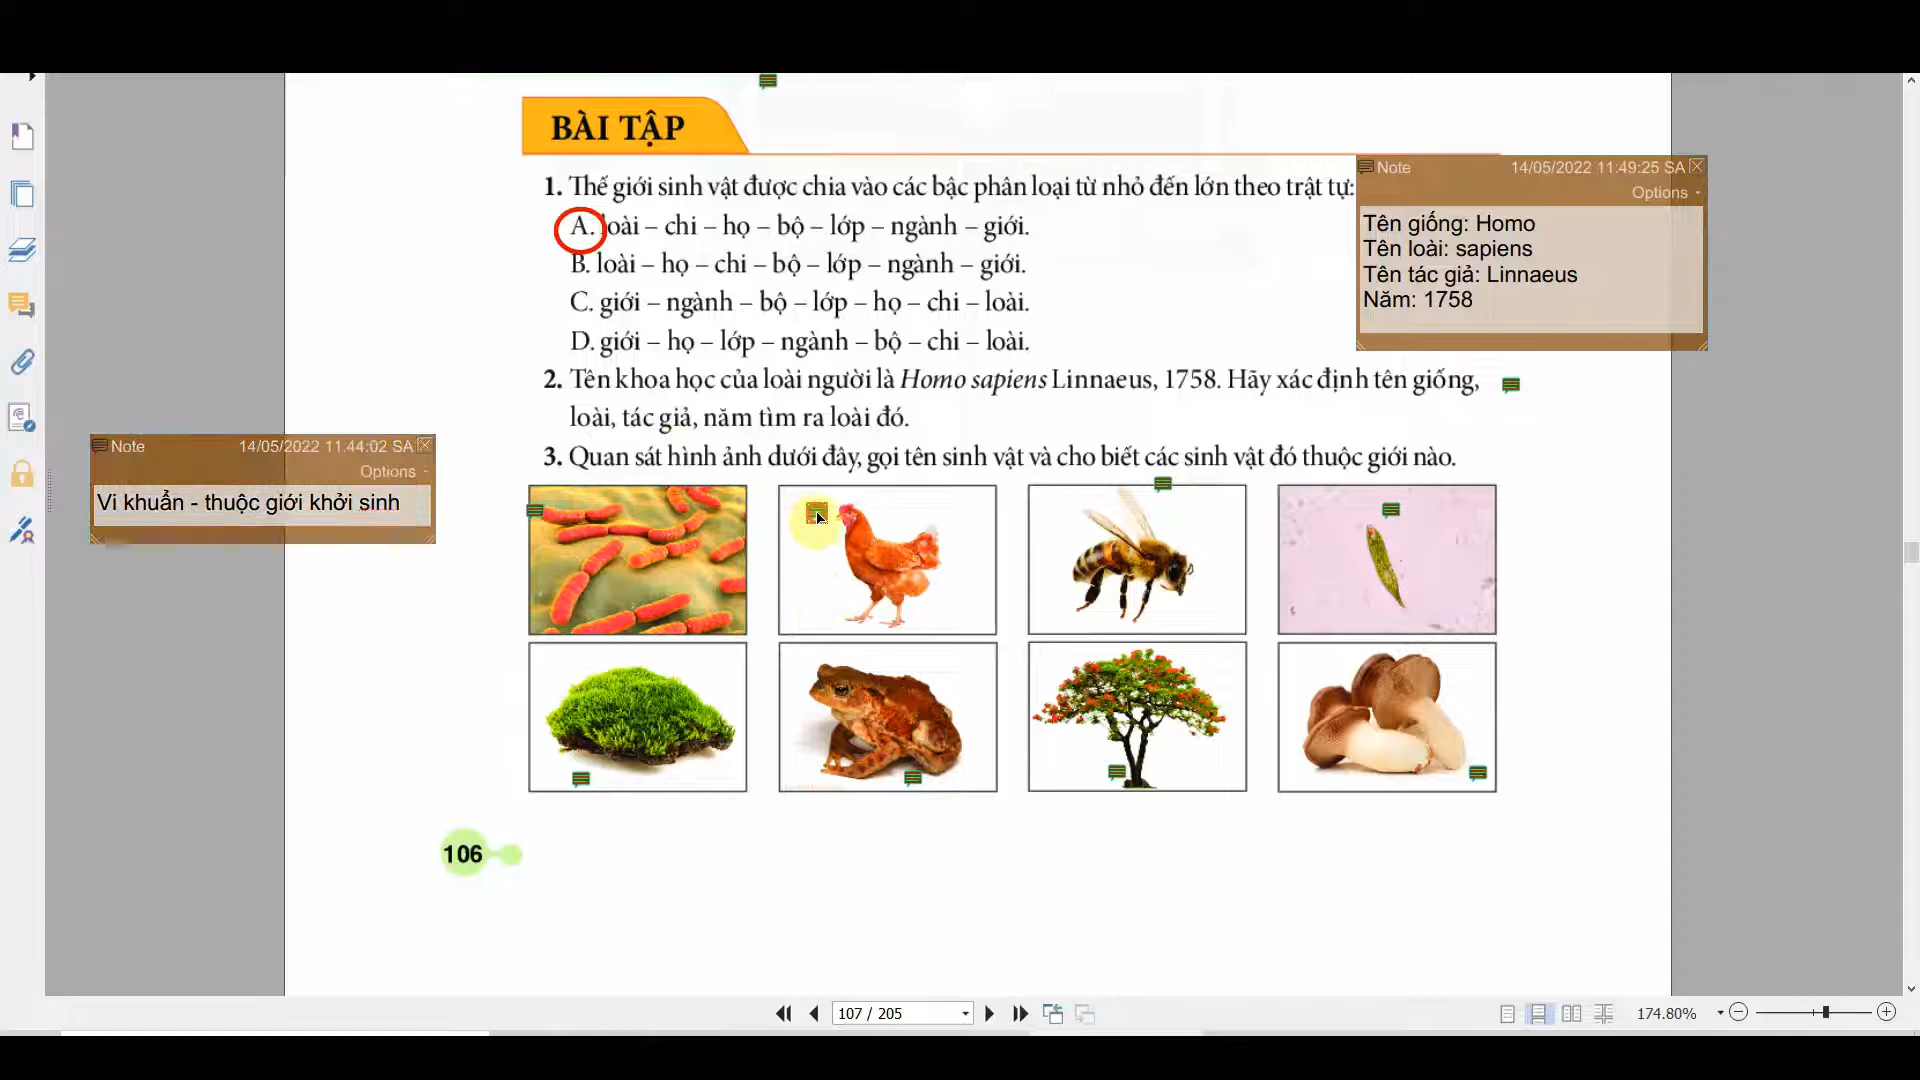 BÀI TẬP
1. Thế giới sinh vật được chia vào các bậc phân loại từ nhỏ đến lớn theo trật tự:
A. loài – chi – họ – bộ – lớp – ngành – giới.
B. loài – họ – chi – bộ – lớp – ngành – giới.
C. giới – ngành – bộ – lớp – họ – chi – loài.
D. giới – họ – lớp – ngành – bộ – chi – loài.
Note 14/05/2022 11:49:25 SA
Options
Tên giống: Homo
Tên loài: sapiens
Tên tác giả: Linnaeus
Năm: 1758
2. Tên khoa học của loài người là Homo sapiens Linnaeus, 1758. Hãy xác định tên giống,
loài, tác giả, năm tìm ra loài đó.
3. Quan sát hình ảnh dưới đây, gọi tên sinh vật và cho biết các sinh vật đó thuộc giới nào.
Note 14/05/2022 11:44:02 SA
Options
Vi khuẩn - thuộc giới khởi sinh
106
107 / 205
174.80%